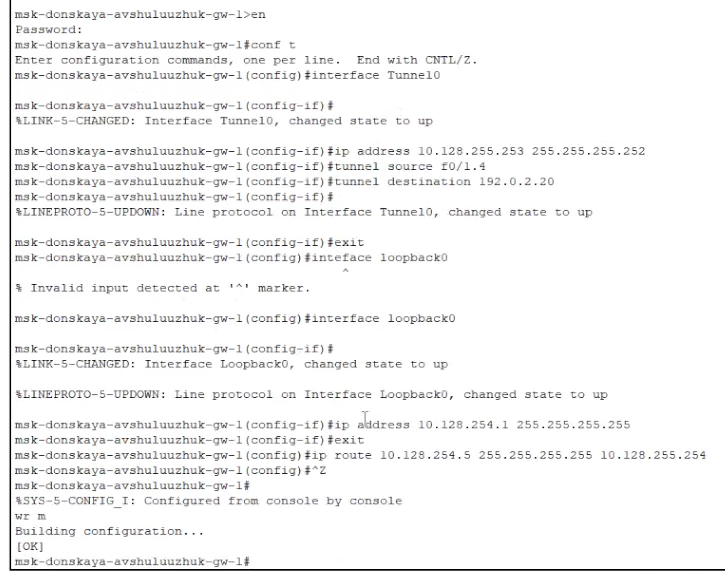 msk-donskaya-avshuluuzhuk-gw-1>en
Password:
msk-donskaya-avshuluuzhuk-gw-1#conf t
Enter configuration commands, one per line.  End with CNTL/Z.
msk-donskaya-avshuluuzhuk-gw-1(config)#interface Tunnel0
msk-donskaya-avshuluuzhuk-gw-1(config-if)#
%LINK-5-CHANGED: Interface Tunnel0, changed state to up
msk-donskaya-avshuluuzhuk-gw-1(config-if)#ip address 10.128.255.253 255.255.255.252
msk-donskaya-avshuluuzhuk-gw-1(config-if)#tunnel source f0/1.4
msk-donskaya-avshuluuzhuk-gw-1(config-if)#tunnel destination 192.0.2.20
msk-donskaya-avshuluuzhuk-gw-1(config-if)#
%LINEPROTO-5-UPDOWN: Line protocol on Interface Tunnel0, changed state to up
msk-donskaya-avshuluuzhuk-gw-1(config-if)#exit
msk-donskaya-avshuluuzhuk-gw-1(config)#inteface loopback0
^
% Invalid input detected at '^' marker.
msk-donskaya-avshuluuzhuk-gw-1(config)#interface loopback0
msk-donskaya-avshuluuzhuk-gw-1(config-if)#
%LINK-5-CHANGED: Interface Loopback0, changed state to up
%LINEPROTO-5-UPDOWN: Line protocol on Interface Loopback0, changed state to up
msk-donskaya-avshuluuzhuk-gw-1(config-if)#ip address 10.128.254.1 255.255.255.255
msk-donskaya-avshuluuzhuk-gw-1(config-if)#exit
msk-donskaya-avshuluuzhuk-gw-1(config)#ip route 10.128.254.5 255.255.255.255 10.128.255.254
msk-donskaya-avshuluuzhuk-gw-1(config)#^Z
msk-donskaya-avshuluuzhuk-gw-1#
%SYS-5-CONFIG_I: Configured from console by console
wr m
Building configuration...
[OK]
msk-donskaya-avshuluuzhuk-gw-1#